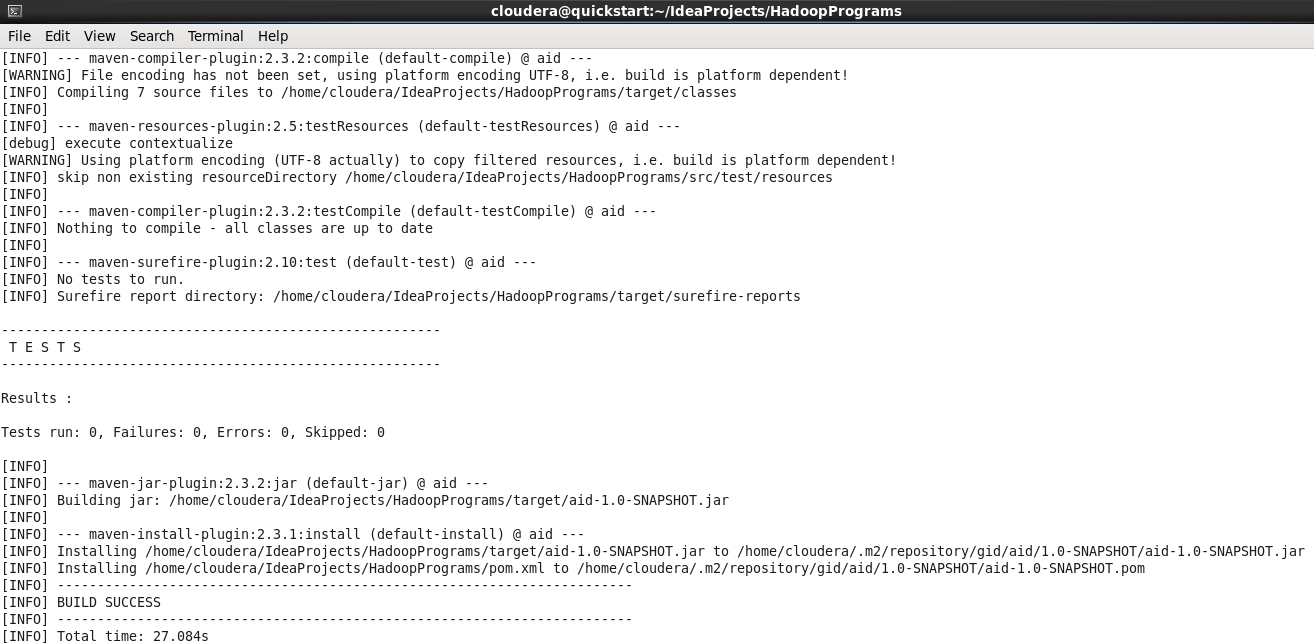 cloudera@quickstart:~/IdeaProjects/HadoopPrograms
File Edit View Search Terminal Help
[INFO] --- maven-compiler-plugin:2.3.2:compile (default-compile) @ aid ---
[WARNING] File encoding has not been set, using platform encoding UTF-8, i.e. build is platform dependent!
[INFO] Compiling 7 source files to /home/cloudera/IdeaProjects/HadoopPrograms/target/classes
[INFO]
[INFO] --- maven-resources-plugin:2.5:testResources (default-testResources) @ aid ---
[debug] execute contextualize
[WARNING] Using platform encoding (UTF-8 actually) to copy filtered resources, i.e. build is platform dependent!
[INFO] skip non existing resourceDirectory /home/cloudera/IdeaProjects/HadoopPrograms/src/test/resources
[INFO]
[INFO] --- maven-compiler-plugin:2.3.2:testCompile (default-testCompile) @ aid ---
[INFO] Nothing to compile - all classes are up to date
[INFO]
[INFO] --- maven-surefire-plugin:2.10:test (default-test) @ aid ---
[INFO] No tests to run.
[INFO] Surefire report directory: /home/cloudera/IdeaProjects/HadoopPrograms/target/surefire-reports
-------------------------------------------------------
T E S T S
-------------------------------------------------------
Results :
Tests run: 0, Failures: 0, Errors: 0, Skipped: 0
[INFO]
[INFO] --- maven-jar-plugin:2.3.2:jar (default-jar) @ aid ---
[INFO] Building jar: /home/cloudera/IdeaProjects/HadoopPrograms/target/aid-1.0-SNAPSHOT.jar
[INFO]
[INFO] --- maven-install-plugin:2.3.1:install (default-install) @ aid ---
[INFO] Installing /home/cloudera/IdeaProjects/HadoopPrograms/target/aid-1.0-SNAPSHOT.jar to /home/cloudera/.m2/repository/gid/aid/1.0-SNAPSHOT/aid-1.0-SNAPSHOT.jar
[INFO] Installing /home/cloudera/IdeaProjects/HadoopPrograms/pom.xml to /home/cloudera/.m2/repository/gid/aid/1.0-SNAPSHOT/aid-1.0-SNAPSHOT.pom
[INFO] ------------------------------------------------------------------------
[INFO] BUILD SUCCESS
[INFO] ------------------------------------------------------------------------
[INFO] Total time: 27.084s